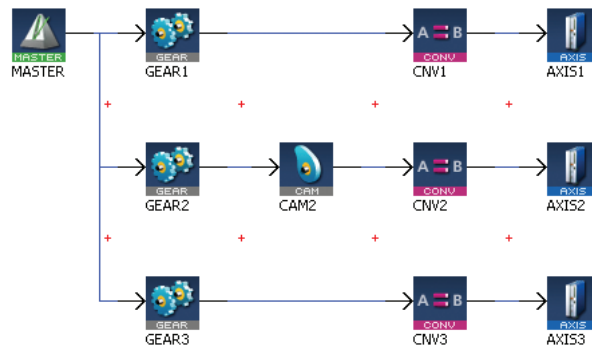 MASTER
MASTER
GEAR
GEAR1
A B
CONV
CNV1
AXIS
AXIS1
GEAR
GEAR2
CAM
CAM2
A B
CONV
CNV2
AXIS
AXIS2
GEAR
GEAR3
A B
CONV
CNV3
AXIS
AXIS3